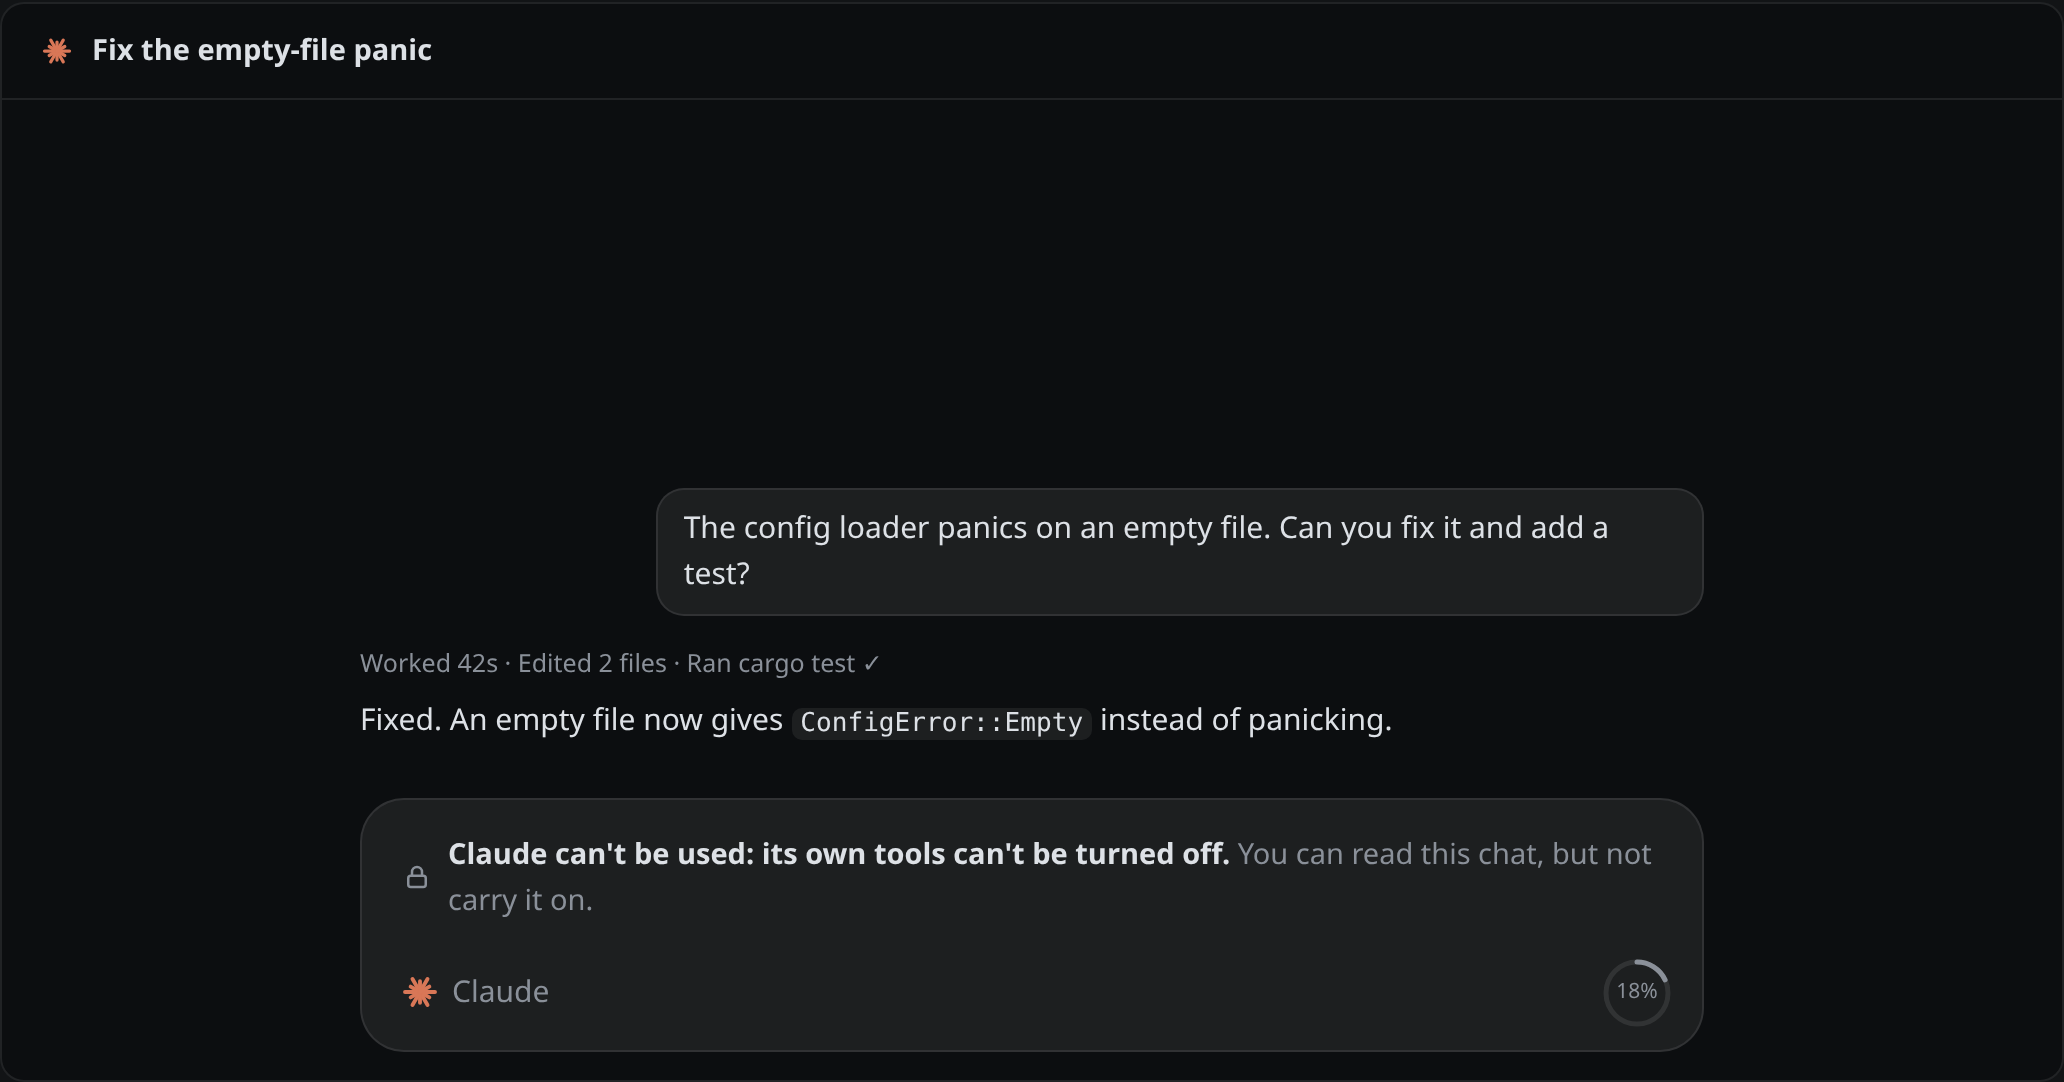 Fix the empty-file panic
The config loader panics on an empty file. Can you fix it and add a
test?
Worked 42s · Edited 2 files · Ran cargo test ✓
Fixed. An empty file now gives ConfigError::Empty instead of panicking.
Claude can't be used: its own tools can't be turned off. You can read this chat, but not
carry it on.
Claude
18%